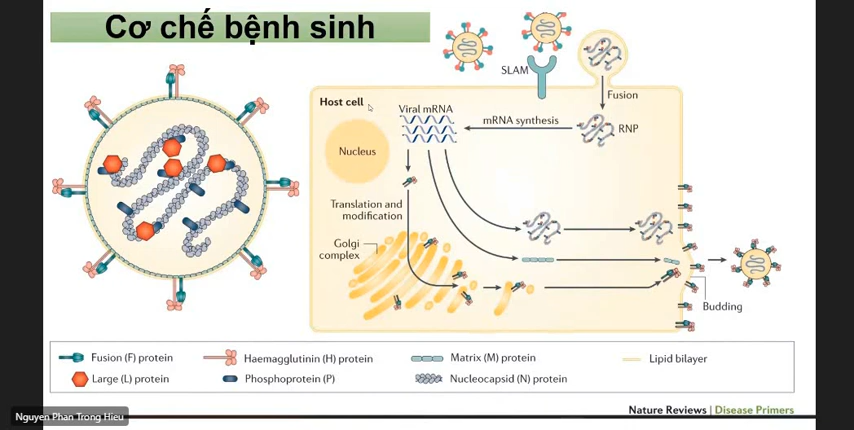 Cơ chế bệnh sinh
SLAM
Fusion
Host cell
Viral mRNA
mRNA synthesis
RNP
Nucleus
Translation and
modification
Golgi
complex
Budding
Fusion (F) protein
Haemagglutinin (H) protein
Matrix (M) protein
Lipid bilayer
Large (L) protein
Phosphoprotein (P)
Nucleocapsid (N) protein
Nguyen Phan Trong Hieu
Nature Reviews | Disease Primers